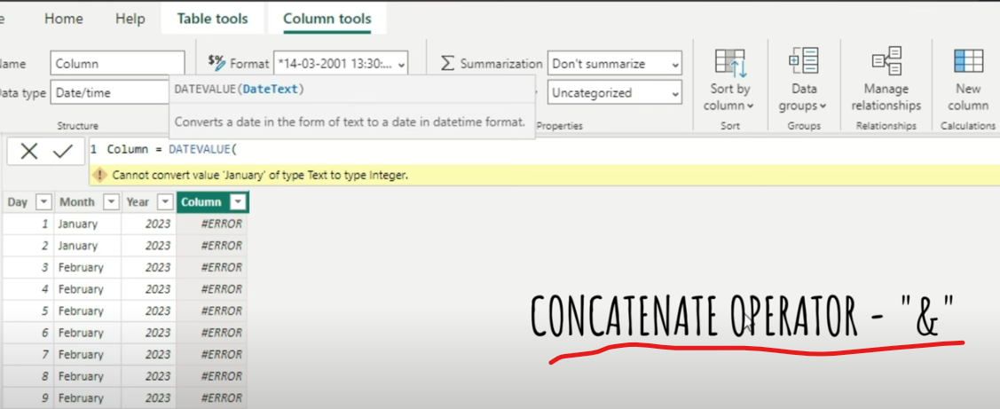 Home Help Table tools Column tools
Name Column
$% Format *14-03-2001 13:30:...
∑ Summarization Don't summarize
Data type Date/time
Uncategorized
DATEVALUE(DateText)
Converts a date in the form of text to a date in datetime format.
Sort by
column
Data
groups
Manage
relationships
New
column
Structure
Properties
Sort
Groups
Relationships
Calculations
1 Column = DATEVALUE(
! Cannot convert value 'January' of type Text to type Integer.
Day Month Year Column
1 January 2023 #ERROR
2 January 2023 #ERROR
3 February 2023 #ERROR
4 February 2023 #ERROR
5 February 2023 #ERROR
6 February 2023 #ERROR
7 February 2023 #ERROR
8 February 2023 #ERROR
9 February 2023 #ERROR
CONCATENATE OPERATOR - "&"